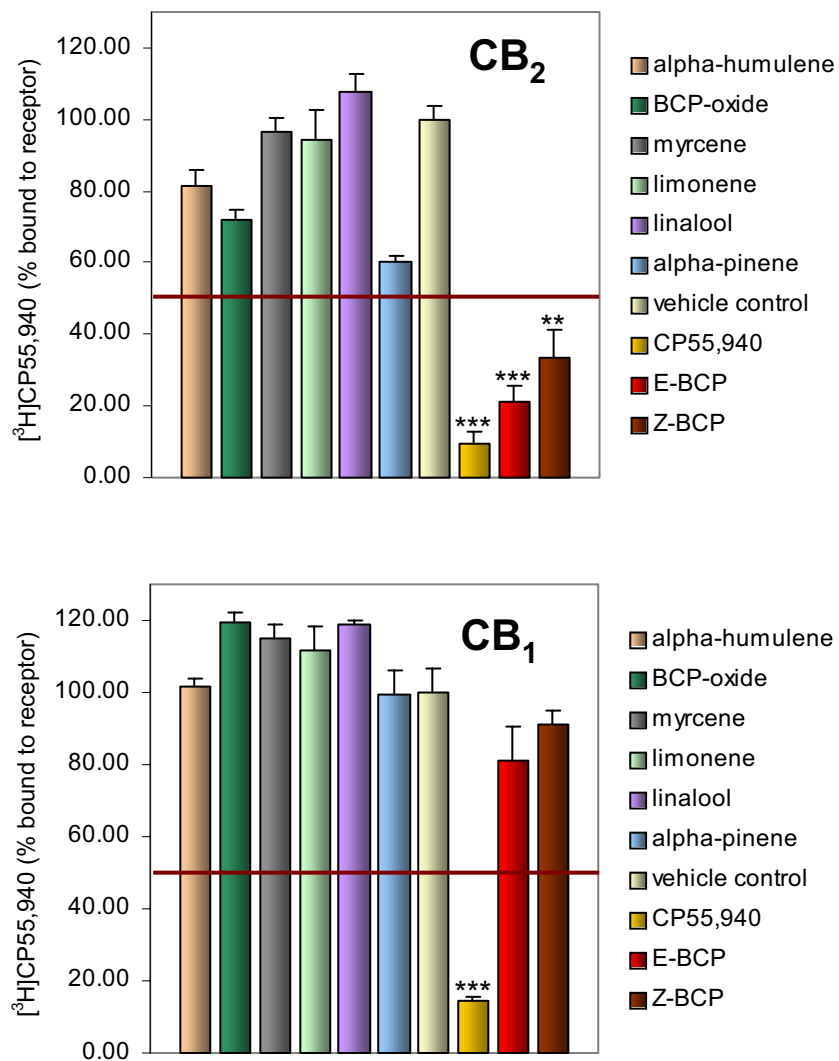 CB₂
[³H]CP55,940 (% bound to receptor)
120.00
100.00
80.00
60.00
40.00
20.00
0.00
***
***
**
alpha-humulene
BCP-oxide
myrcene
limonene
linalool
alpha-pinene
vehicle control
CP55,940
E-BCP
Z-BCP
CB₁
[³H]CP55,940 (% bound to receptor)
120.00
100.00
80.00
60.00
40.00
20.00
0.00
***
alpha-humulene
BCP-oxide
myrcene
limonene
linalool
alpha-pinene
vehicle control
CP55,940
E-BCP
Z-BCP